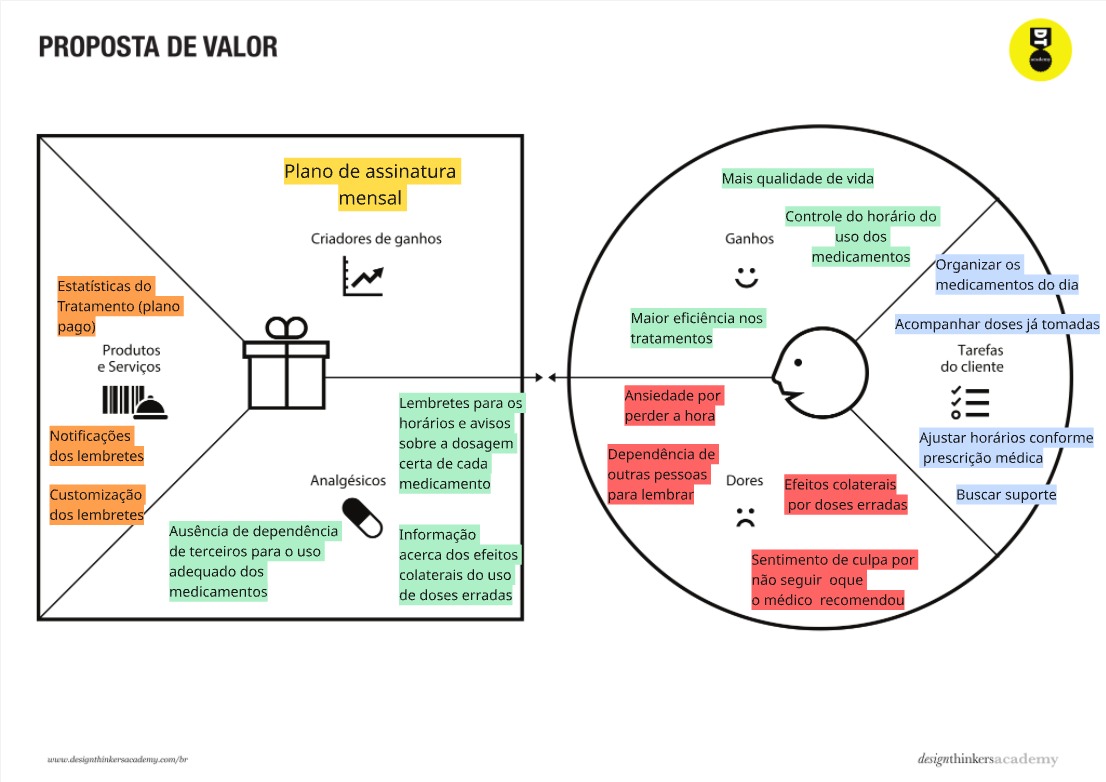 PROPOSTA DE VALOR
DT
academy
Plano de assinatura
mensal
Criadores de ganhos
Estatísticas do
Tratamento (plano
pago)
Produtos
e Serviços
Notificações
dos lembretes
Customização
dos lembretes
Lembretes para os
horários e avisos
sobre a dosagem
certa de cada
medicamento
Analgésicos
Ausência de dependência
de terceiros para o uso
adequado dos
medicamentos
Informação
acerca dos efeitos
colaterais do uso
de doses erradas
Mais qualidade de vida
Controle do horário do
uso dos
medicamentos
Ganhos
Maior eficiência nos
tratamentos
Organizar os
medicamentos do dia
Acompanhar doses já tomadas
Tarefas
do cliente
Ajustar horários conforme
prescrição médica
Buscar suporte
Ansiedade por
perder a hora
Dependência de
outras pessoas
para lembrar
Dores
Efeitos colaterais
por doses erradas
Sentimento de culpa por
não seguir oque
o médico recomendou
www.designthinkersacademy.com/br
designthinkersacademy